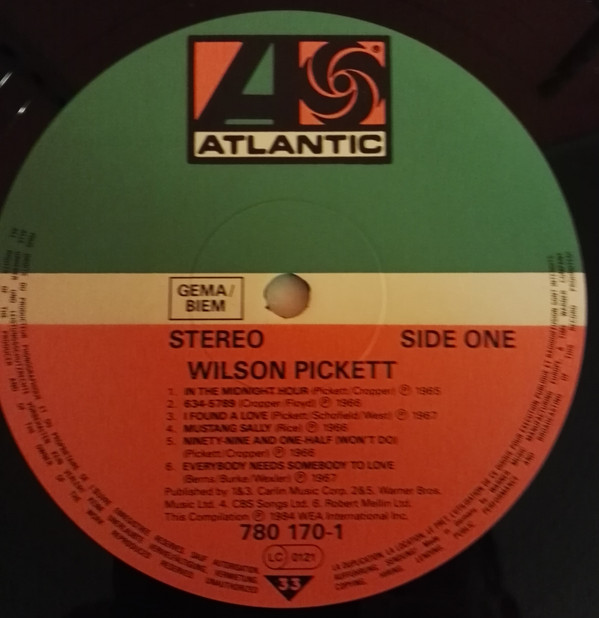 ATLANTIC
GEMA/
BIEM
STEREO
SIDE ONE
WILSON PICKETT
1. IN THE MIDNIGHT HOUR (Pickett/Cropper) Ⓟ 1965
2. 634-5789 (Cropper/Floyd) Ⓟ 1966
3. I FOUND A LOVE (Pickett/Schofield/West) Ⓟ 1967
4. MUSTANG SALLY (Rice) Ⓟ 1966
5. NINETY-NINE AND ONE-HALF (WON'T DO)
(Pickett/Cropper) Ⓟ 1966
6. EVERYBODY NEEDS SOMEBODY TO LOVE
(Berns/Burke/Wexler) Ⓟ 1967
Published by 1&3. Carlin Music Corp. 2&5. Warner Bros.
Music Ltd. 4. CBS Songs Ltd. 6. Robert Mellin Ltd.
This Compilation Ⓟ 1984 WEA International Inc.
780 170-1
LC 0121
33